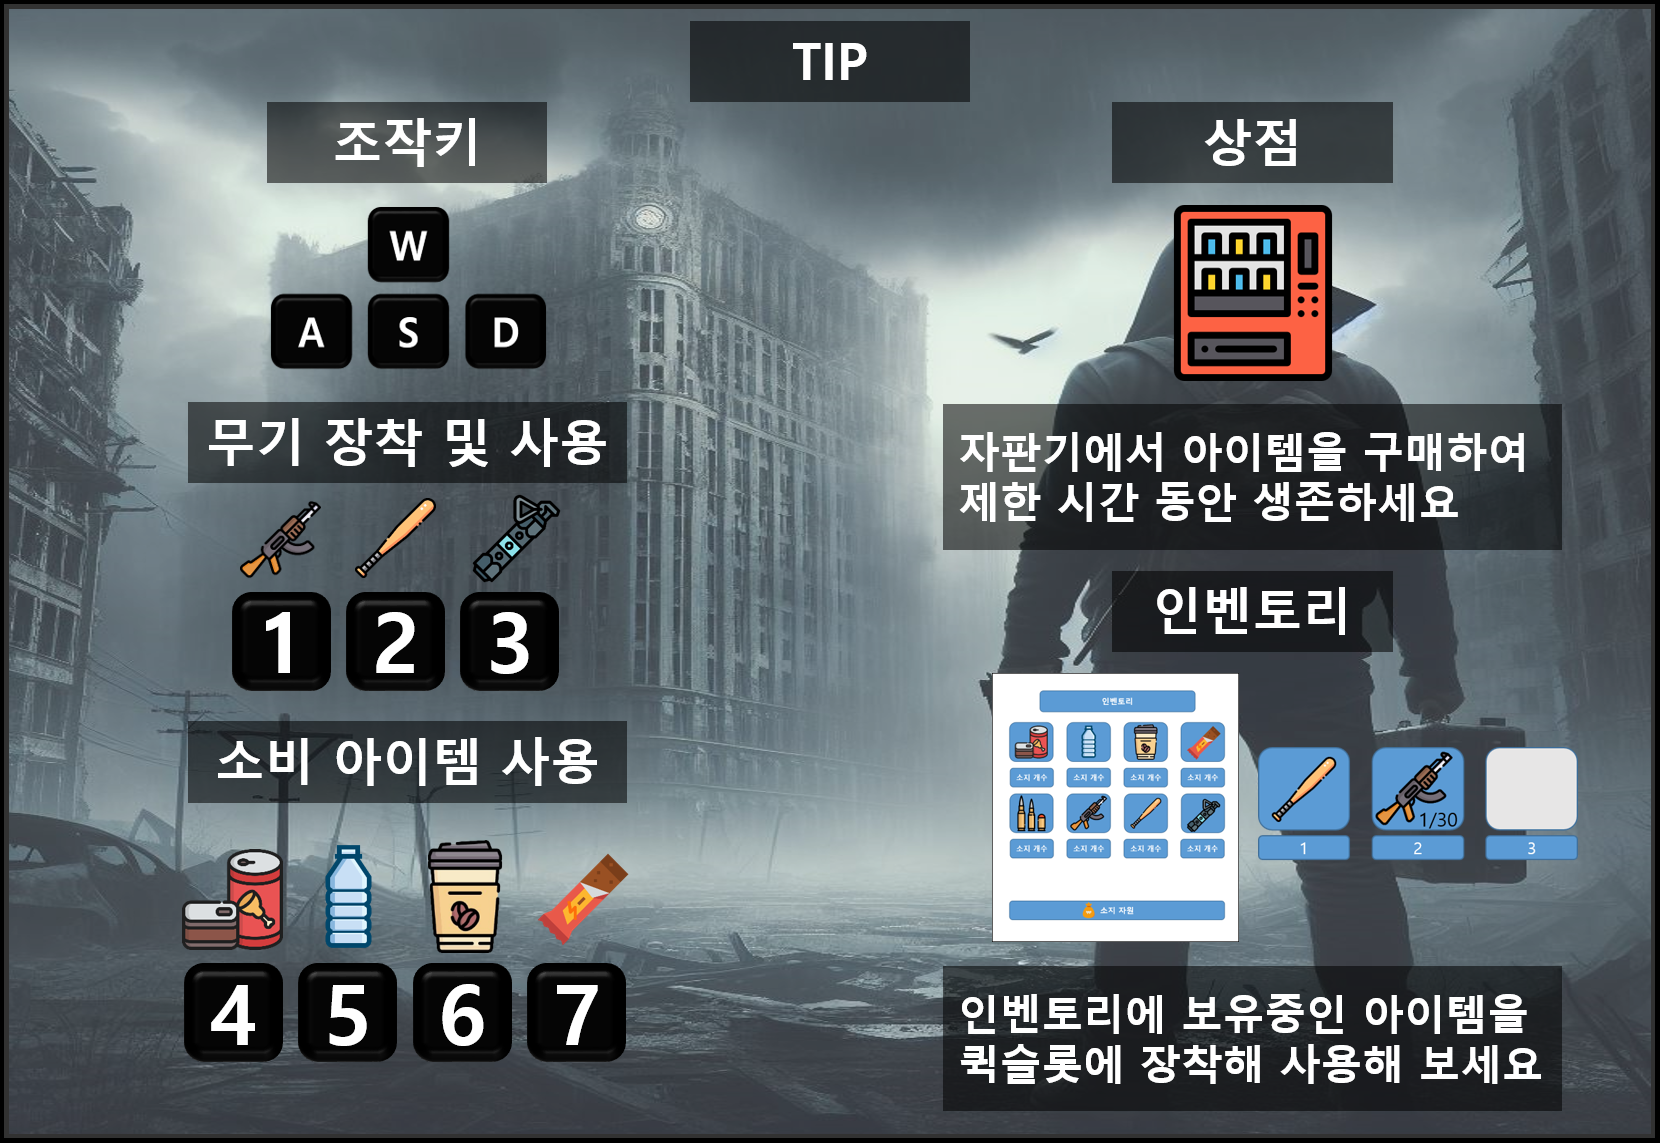 TIP
조작키
W
A S D
무기 장착 및 사용
1 2 3
소비 아이템 사용
4 5 6 7
상점
자판기에서 아이템을 구매하여
제한 시간 동안 생존하세요
인벤토리
인벤토리
소지 개수 소지 개수 소지 개수 소지 개수
소지 개수 소지 개수 소지 개수 소지 개수
소지 자원
1/30
1 2 3
인벤토리에 보유중인 아이템을
퀵슬롯에 장착해 사용해 보세요